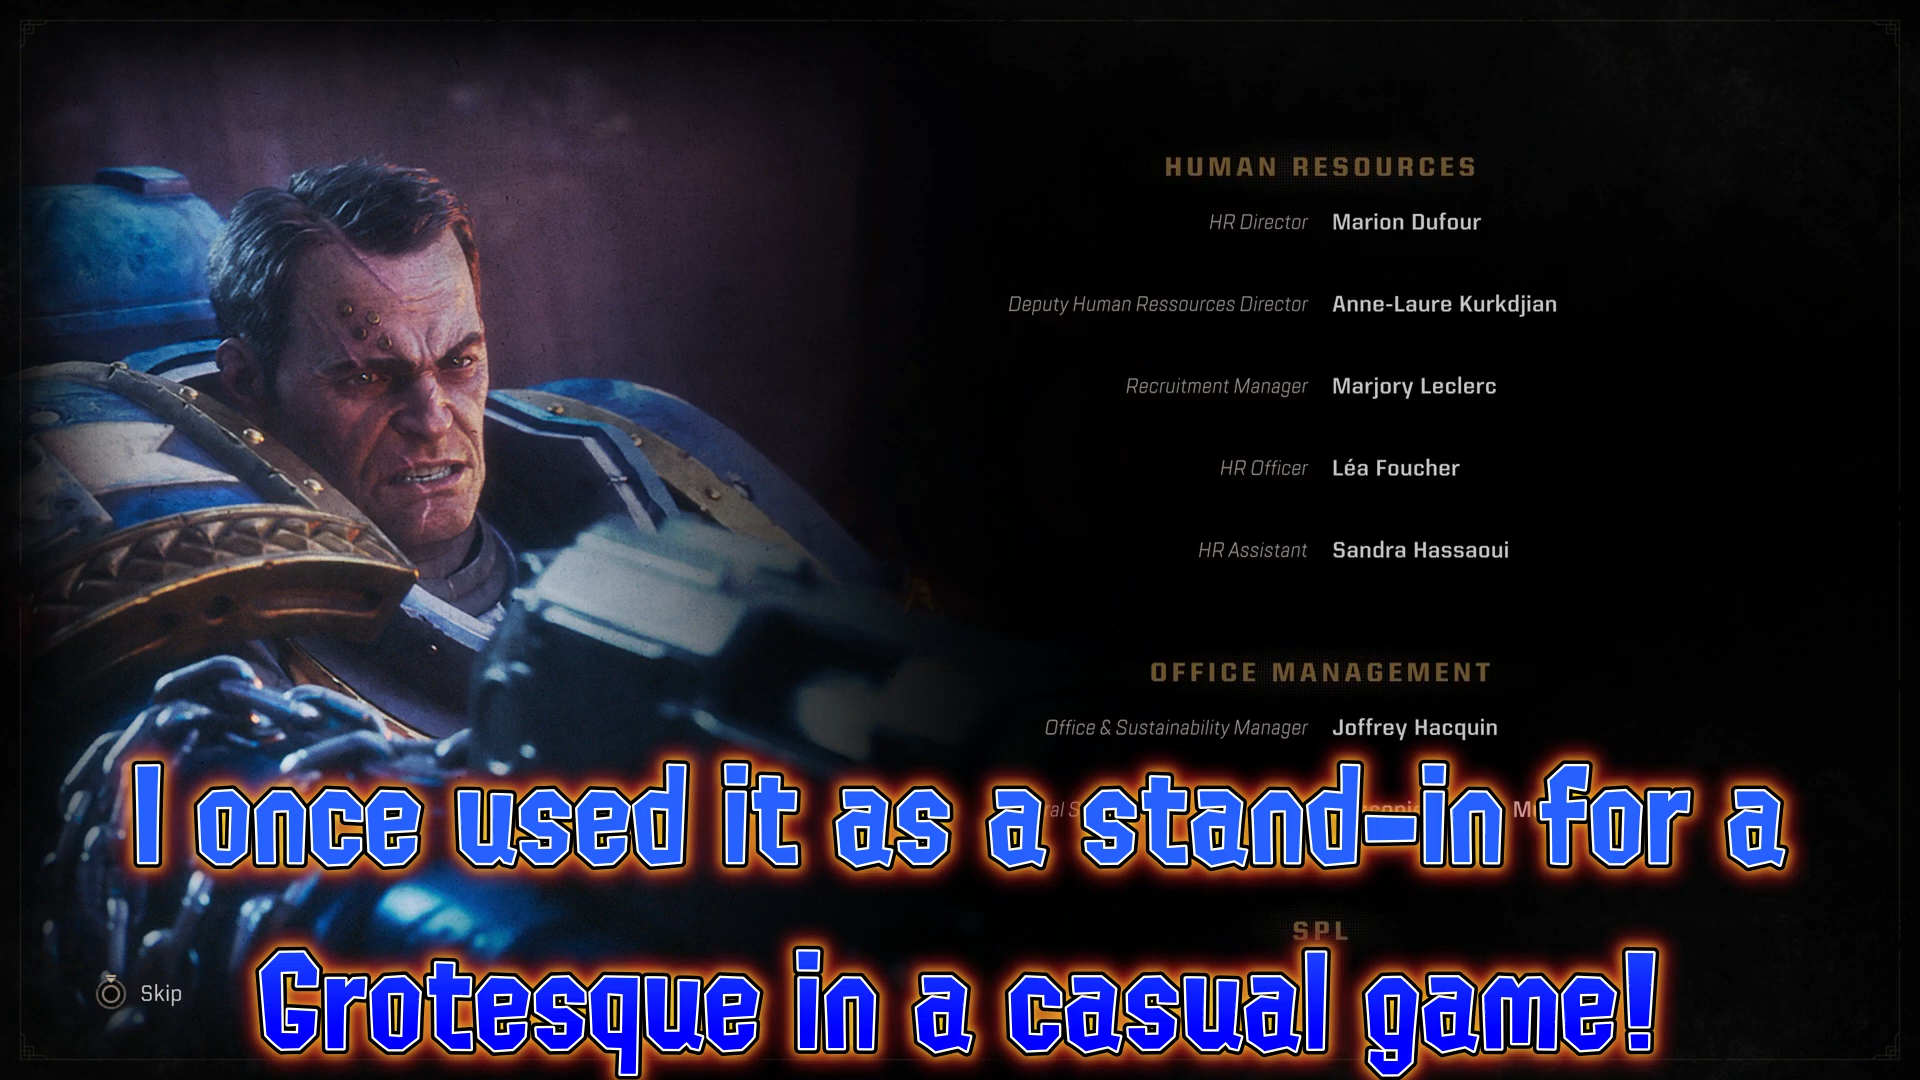 HUMAN RESOURCES
HR Director Marion Dufour
Deputy Human Ressources Director Anne-Laure Kurkdjian
Recruitment Manager Marjory Leclerc
HR Officer Léa Foucher
HR Assistant Sandra Hassaoui
OFFICE MANAGEMENT
Office & Sustainability Manager Joffrey Hacquin
I once used it as a stand-in for a
SPL
Skip
Grotesque in a casual game!